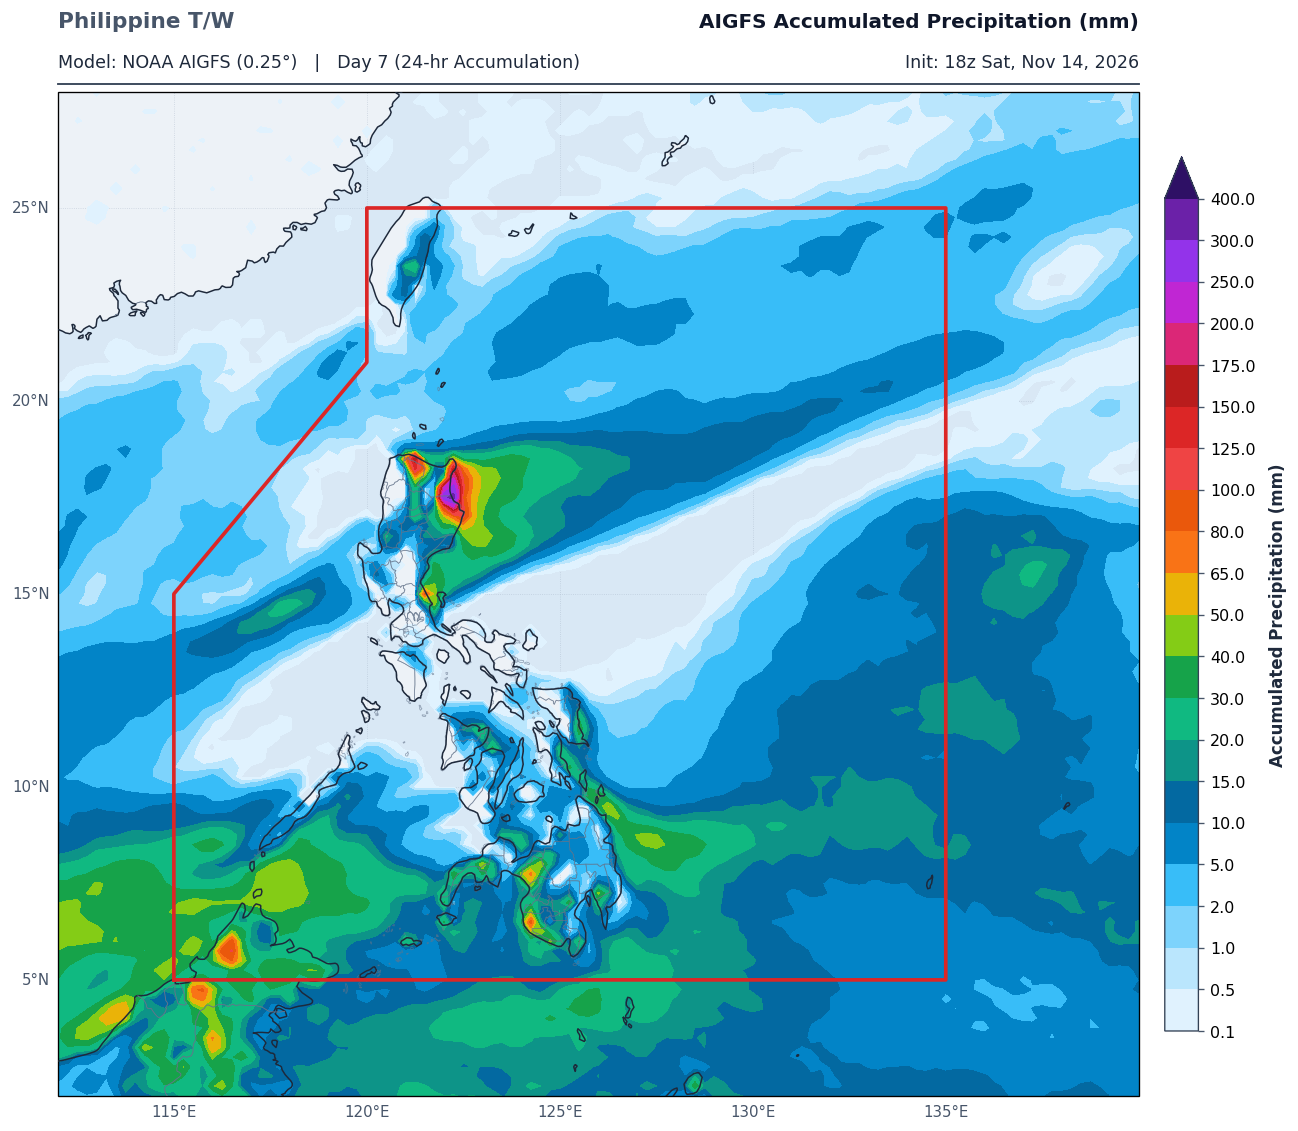 Philippine T/W
AIGFS Accumulated Precipitation (mm)
Model: NOAA AIGFS (0.25°)   |   Day 7 (24-hr Accumulation)
Init: 18z Sat, Nov 14, 2026
25°N
20°N
15°N
10°N
5°N
115°E
120°E
125°E
130°E
135°E
400.0
300.0
250.0
200.0
175.0
150.0
125.0
100.0
80.0
65.0
50.0
40.0
30.0
20.0
15.0
10.0
5.0
2.0
1.0
0.5
0.1
Accumulated Precipitation (mm)